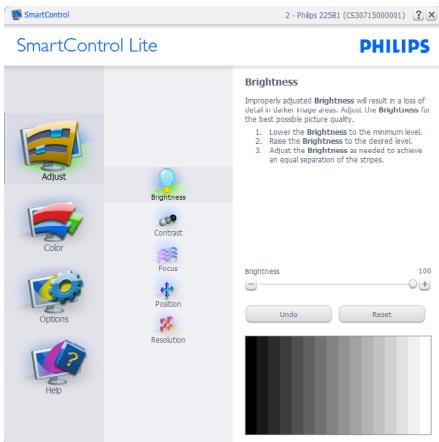 SmartControl
2 - Philips 225B1 (CS30715000001)
SmartControl Lite
PHILIPS
Adjust
Color
Options
Help
Brightness
Contrast
Focus
Position
Resolution
Brightness
Improperly adjusted Brightness will result in a loss of
detail in darker image areas. Adjust the Brightness for
the best possible picture quality.
1. Lower the Brightness to the minimum level.
2. Raise the Brightness to the desired level.
3. Adjust the Brightness as needed to achieve
an equal separation of the stripes.
Brightness 100
Undo Reset